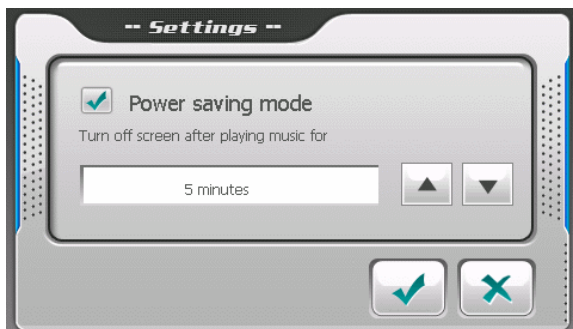 -- Settings --
Power saving mode
Turn off screen after playing music for
5 minutes